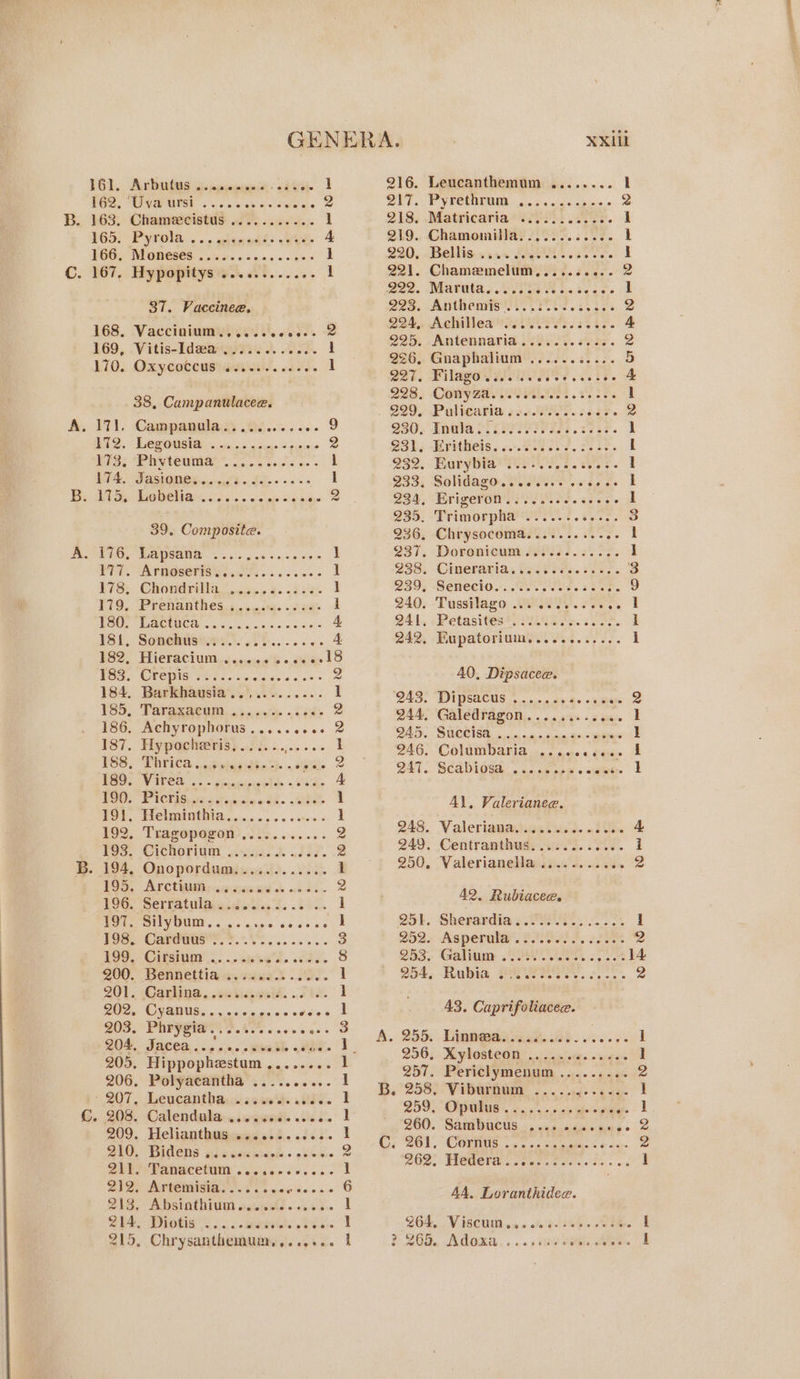 GENERA. xxiii
161. Arbutus ............ 1
162. Uva ursi ............ 2
B. 163. Chamæcistus ............ 1
165. Pyrola ............ 4
166. Moneses ............ 1
C. 167. Hypopitys ............ 1
37. Vaccineæ.
168. Vaccinium ............ 2
169. Vitis-Idæa ............ 1
170. Oxycoccus ............ 1
38. Campanulaceæ.
A. 171. Campanula ............ 9
172. Legousia ............ 2
173. Phyteuma ............ 1
174. Jasione ............ 1
B. 175. Lobelia ............ 2
39. Compositæ.
A. 176. Lapsana ............ 1
177. Arnoseris ............ 1
178. Chondrilla ............ 1
179. Prenanthes ............ 1
180. Lactuca ............ 4
181. Sonchus ............ 4
182. Hieracium ............ 18
183. Crepis ............ 2
184. Barkhausia ............ 1
185. Taraxacum ............ 2
186. Achyrophorus ............ 2
187. Hypochæris ............ 1
188. Thrica ............ 2
189. Virea ............ 4
190. Picris ............ 1
191. Helminthia ............ 1
192. Tragopogon ............ 2
193. Cichorium ............ 2
B. 194. Onopordum ............ 1
195. Arctium ............ 2
196. Serratula ............ 1
197. Silybum ............ 1
198. Carduus ............ 3
199. Cirsium ............ 8
200. Bennettia ............ 1
201. Carlina ............ 1
202. Cyanus ............ 1
203. Phrygia ............ 3
204. Jacea ............ 1
205. Hippophæstum ............ 1
206. Polyacantha ............ 1
207. Leucantha ............ 1
C. 208. Calendula ............ 1
209. Helianthus ............ 1
210. Bidens ............ 2
211. Tanacetum ............ 1
212. Artemisia ............ 6
213. Absinthium ............ 1
214. Diotis ............ 1
215. Chrysanthemum ............ 1
216. Leucanthemum ............ 1
217. Pyrethrum ............ 2
218. Matricaria ............ 1
219. Chamomilla ............ 1
220. Bellis ............ 1
221. Chamæmelum ............ 2
222. Maruta ............ 1
223. Anthemis ............ 2
224. Achillea ............ 4
225. Antennaria ............ 2
226. Gnaphalium ............ 5
227. Filago ............ 4
228. Conyza ............ 1
229. Pulicaria ............ 2
230. Inula ............ 1
231. Eritheis ............ 1
232. Eurybia ............ 1
233. Solidago ............ 1
234. Erigeron ............ 1
235. Trimorpha ............ 3
236. Chrysocoma ............ 1
237. Doronicum ............ 1
238. Cineraria ............ 3
239. Senecio ............ 9
240. Tussilago ............ 1
241. Petasites ............ 1
242. Eupatorium ............ 1
40. Dipsaceæ.
243. Dipsacus ............ 2
244. Galedragon ............ 1
245. Succisa ............ 1
246. Columbaria ............ 1
247. Scabiosa ............ 1
41. Valerianeæ.
248. Valeriana ............ 4
249. Centranthus ............ 1
250. Valerianella ............ 2
42. Rubiaceæ.
251. Sherardia ............ 1
252. Asperula ............ 2
253. Galium ............ 14
254. Rubia ............ 2
43. Caprifoliaceæ.
A. 255. Linnæa ............ 1
256. Xylosteon ............ 1
257. Periclymenum ............ 2
B. 258. Viburnum ............ 1
259. Opulus ............ 1
260. Sambucus ............ 2
C. 261. Cornus ............ 2
262. Hedera ............ 1
44. Loranthideæ.
264. Viscum ............ 1
? 265. Adoxa ............ 1